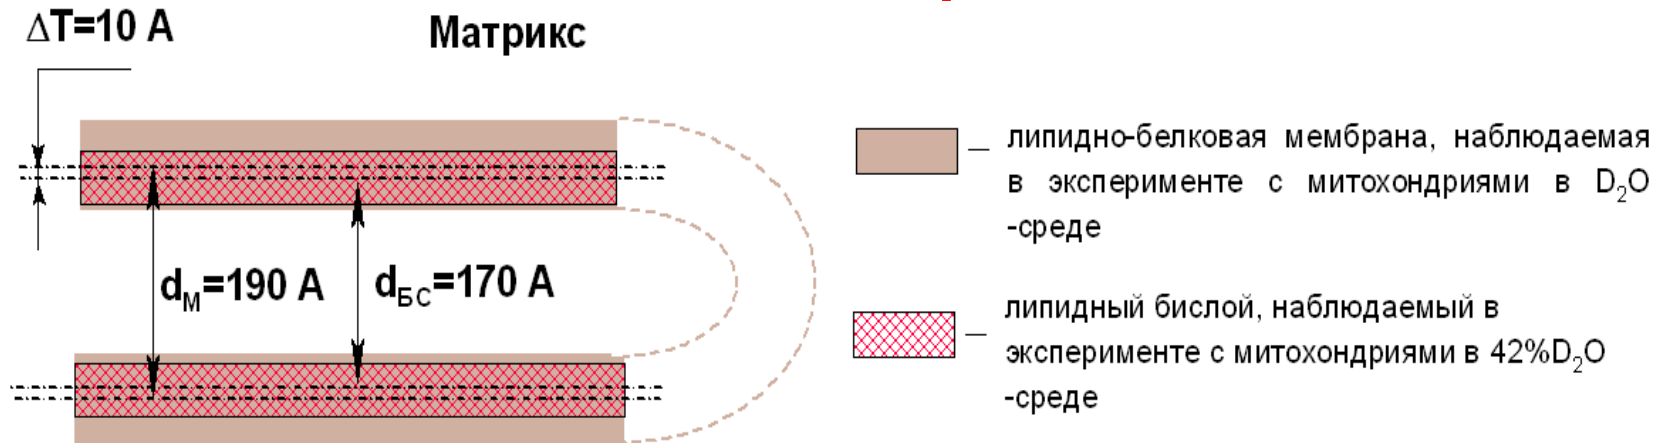 ΔT=10 А
Матрикс
d_М=190 А
d_БС=170 А
липидно-белковая мембрана, наблюдаемая
в эксперименте с митохондриями в D₂O
-среде
липидный бислой, наблюдаемый в
эксперименте с митохондриями в 42%D₂O
-среде